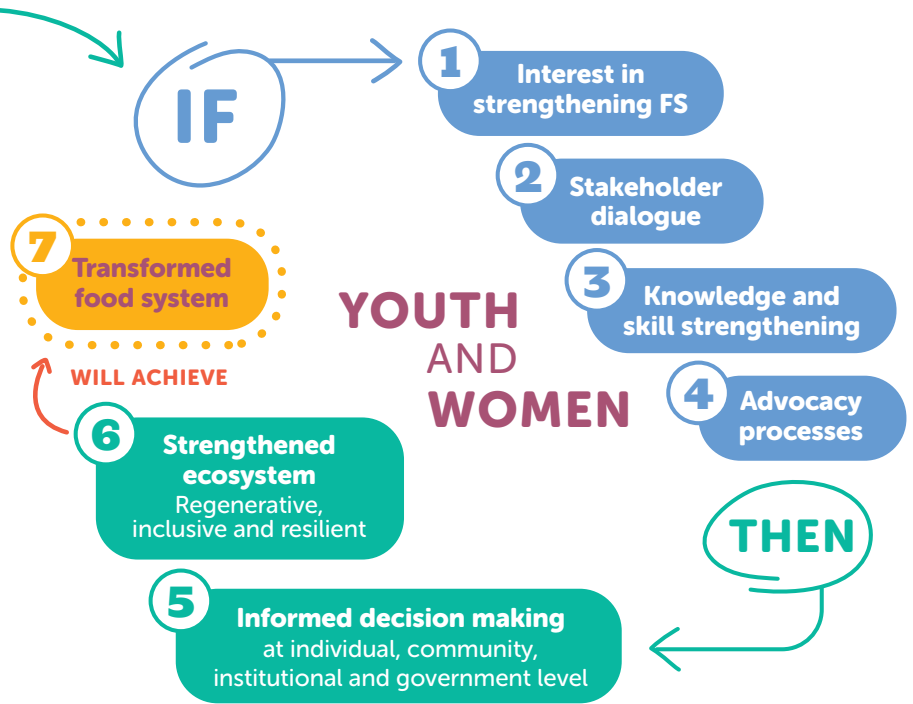 IF
1
Interest in
strengthening FS
2
Stakeholder
dialogue
3
Knowledge and
skill strengthening
4
Advocacy
processes
YOUTH
AND
WOMEN
THEN
5
Informed decision making
at individual, community,
institutional and government level
6
Strengthened
ecosystem
Regenerative,
inclusive and resilient
WILL ACHIEVE
7
Transformed
food system